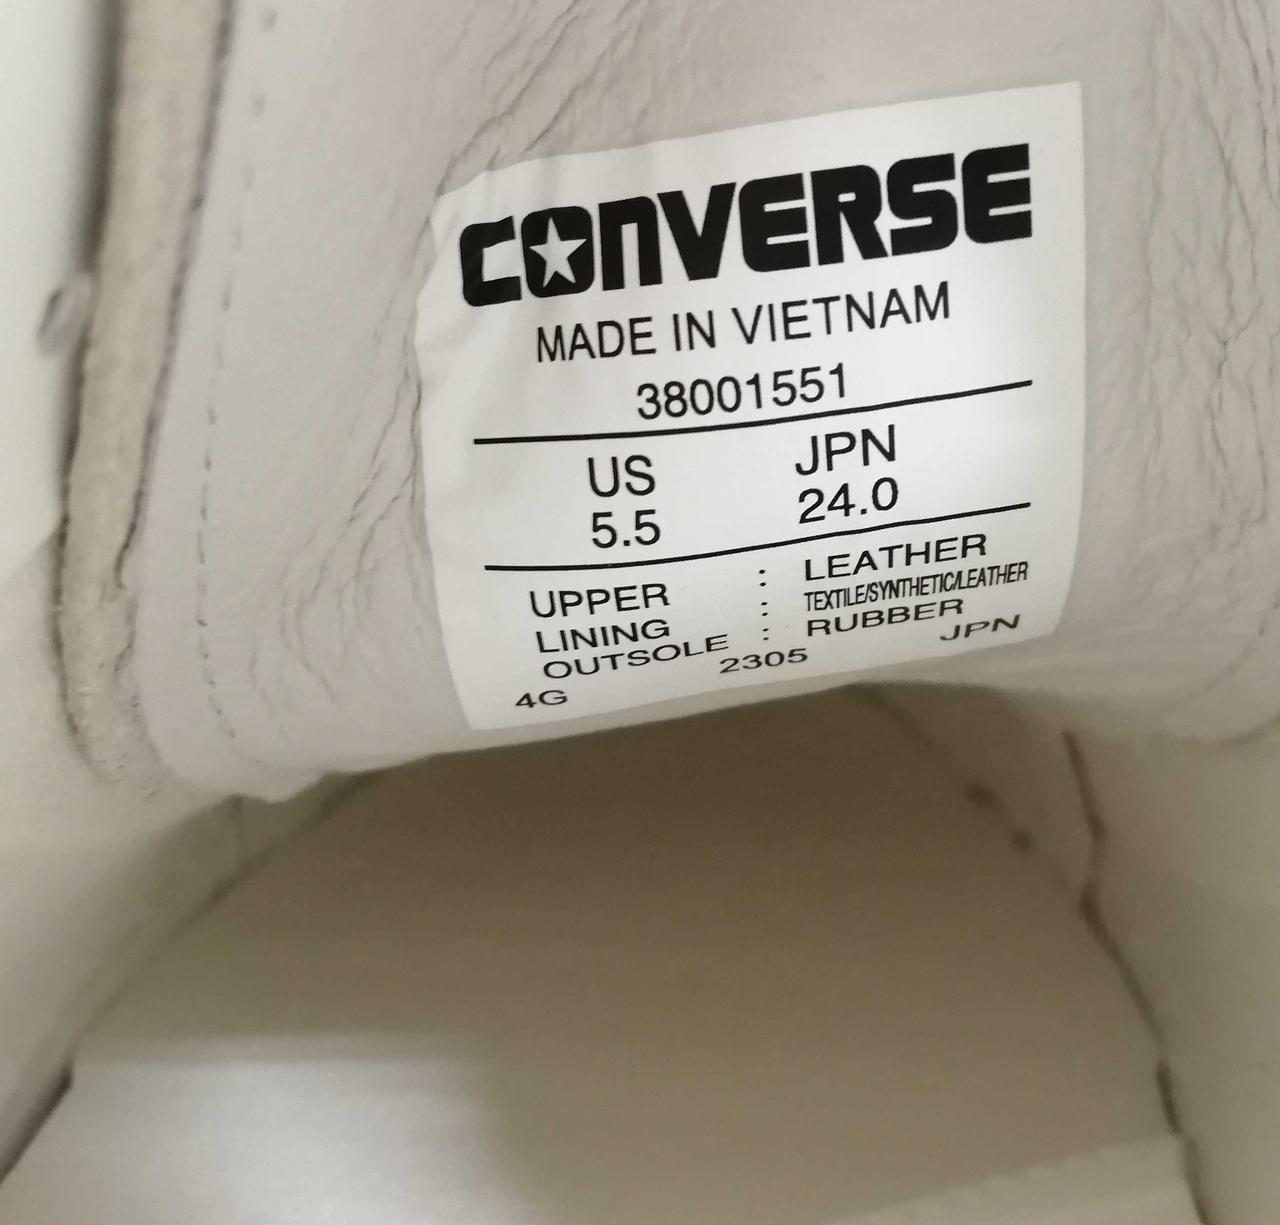 CONVERSE
MADE IN VIETNAM
38001551
US JPN
5.5 24.0
UPPER : LEATHER
LINING : TEXTILE/SYNTHETIC/LEATHER
OUTSOLE : RUBBER
4G 2305 JPN